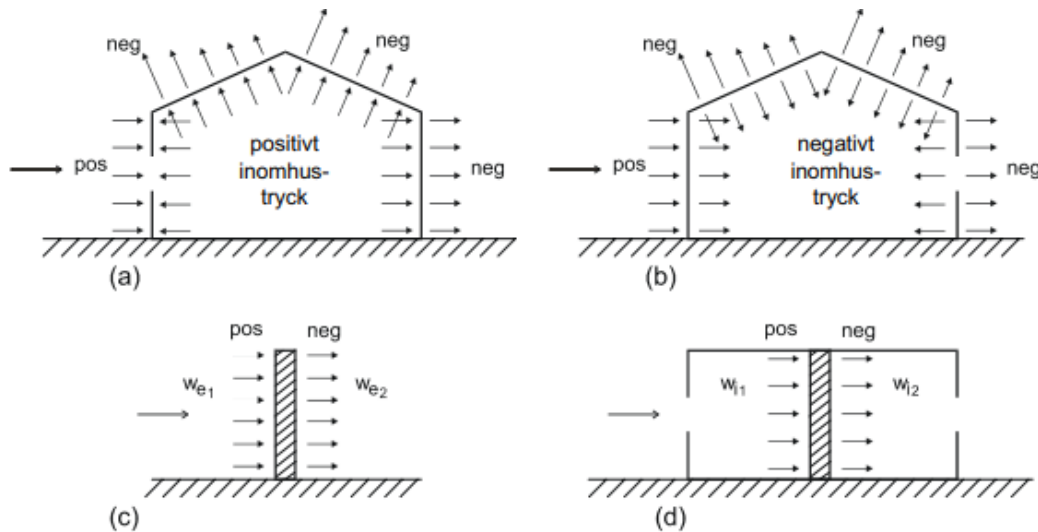 neg
neg
pos
positivt
inomhus-
tryck
neg
(a)
neg
neg
pos
negativt
inomhus-
tryck
neg
(b)
pos
neg
we1
we2
(c)
pos
neg
wi1
wi2
(d)